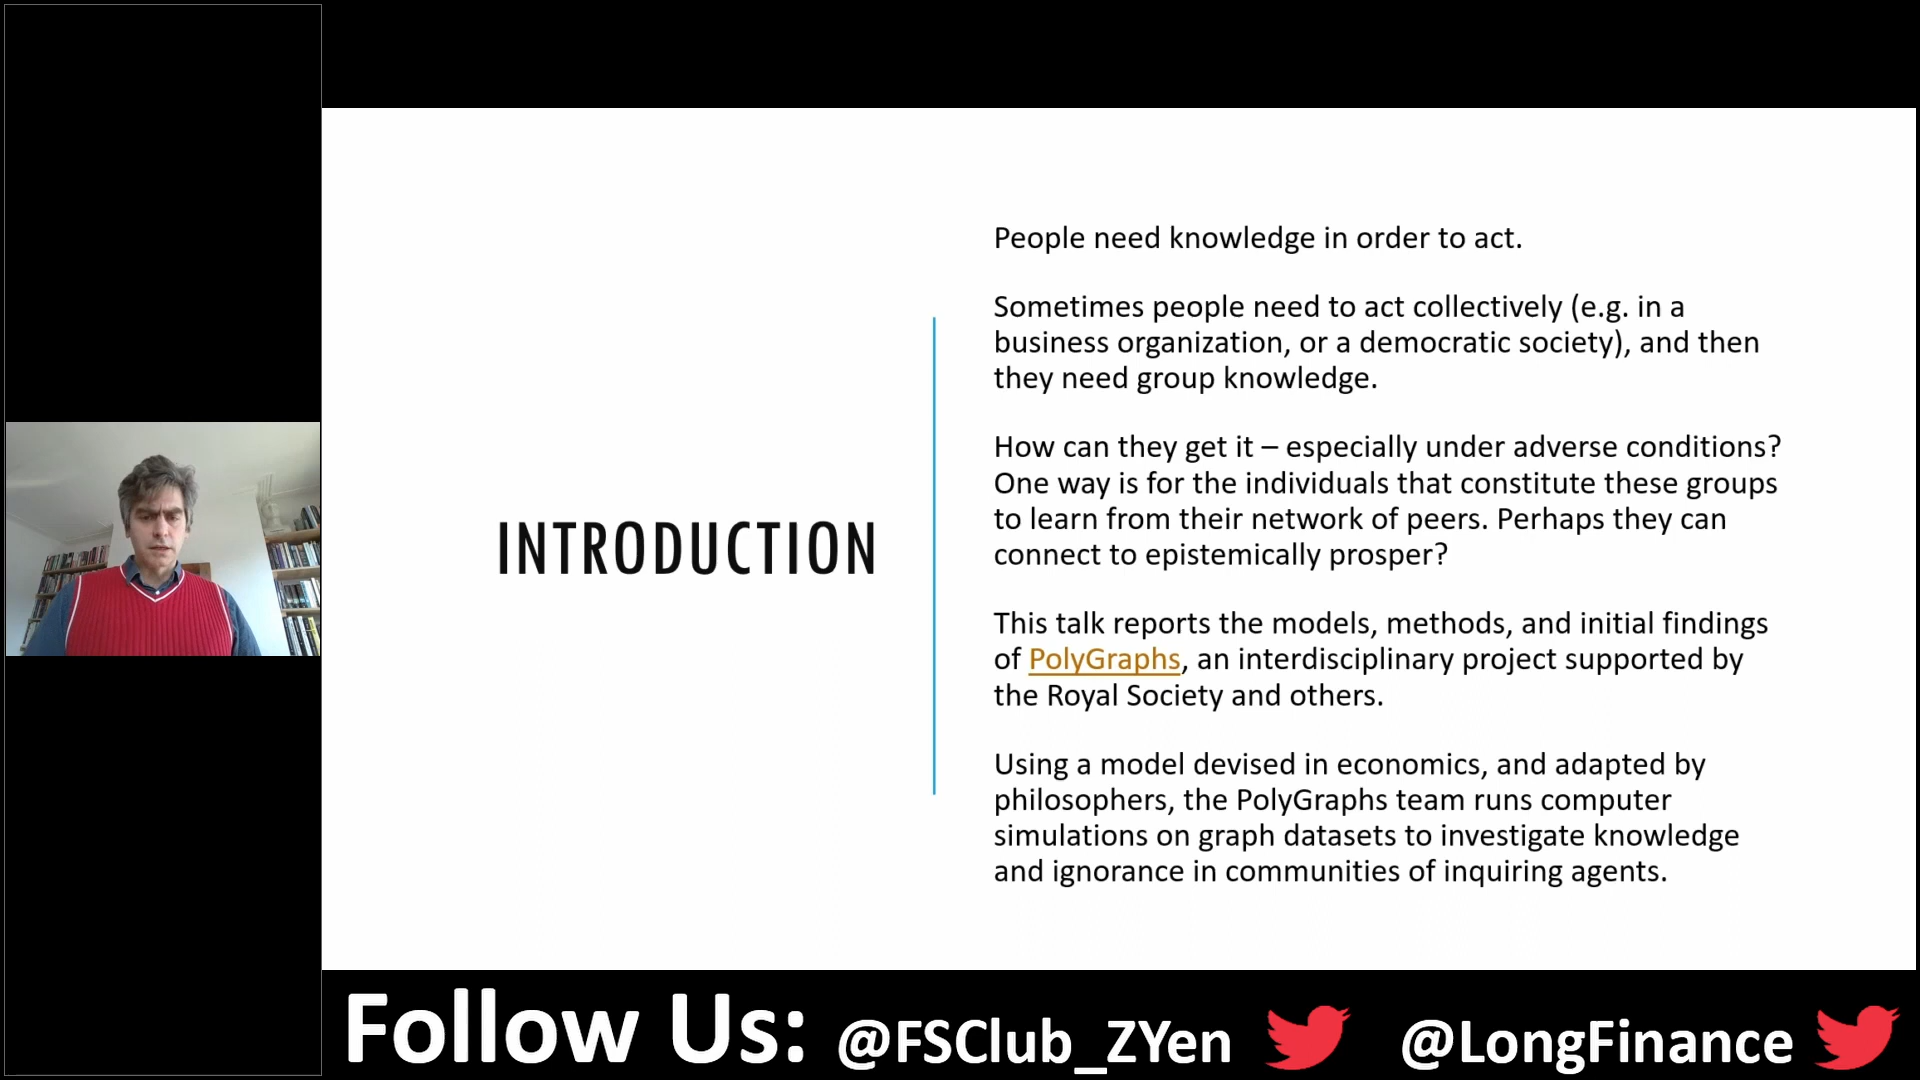 INTRODUCTION
People need knowledge in order to act.
Sometimes people need to act collectively (e.g. in a
business organization, or a democratic society), and then
they need group knowledge.
How can they get it – especially under adverse conditions?
One way is for the individuals that constitute these groups
to learn from their network of peers. Perhaps they can
connect to epistemically prosper?
This talk reports the models, methods, and initial findings
of PolyGraphs, an interdisciplinary project supported by
the Royal Society and others.
Using a model devised in economics, and adapted by
philosophers, the PolyGraphs team runs computer
simulations on graph datasets to investigate knowledge
and ignorance in communities of inquiring agents.
Follow Us: @FSClub_ZYen @LongFinance